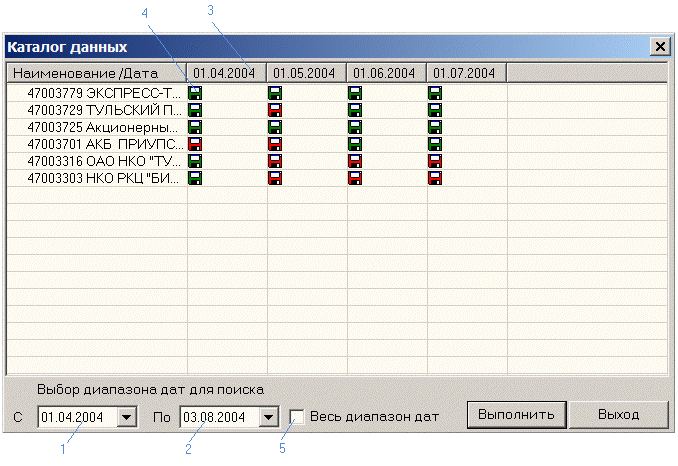 4 3
Каталог данных
Наименование /Дата 01.04.2004 01.05.2004 01.06.2004 01.07.2004
47003779 ЭКСПРЕСС-Т...
47003729 ТУЛЬСКИЙ П...
47003725 Акционерны...
47003701 АКБ ПРИУПС...
47003316 ОАО НКО "ТУ...
47003303 НКО РКЦ "БИ...
Выбор диапазона дат для поиска
С 01.04.2004 По 03.08.2004 Весь диапазон дат Выполнить Выход
1 2 5